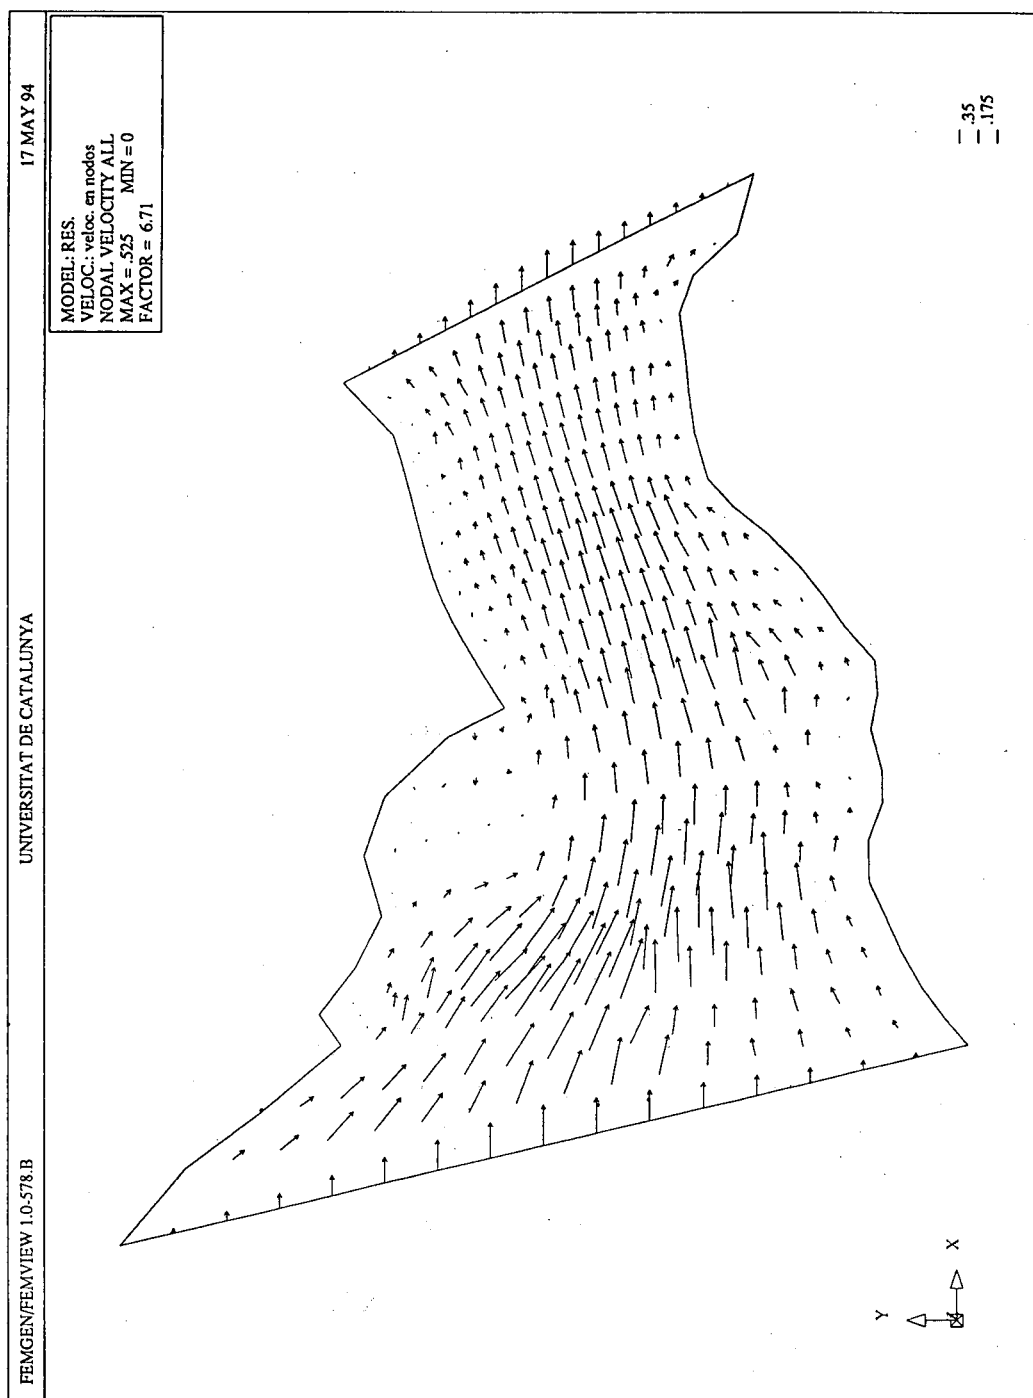 FEMGEN/FEMVIEW 1.0-578.B
UNIVERSITAT DE CATALUNYA
17 MAY 94
MODEL: RES.
VELOC.: veloc. en nodos
NODAL VELOCITY ALL
MAX = .525 MIN = 0
FACTOR = 6.71
.35
.175
Y
X